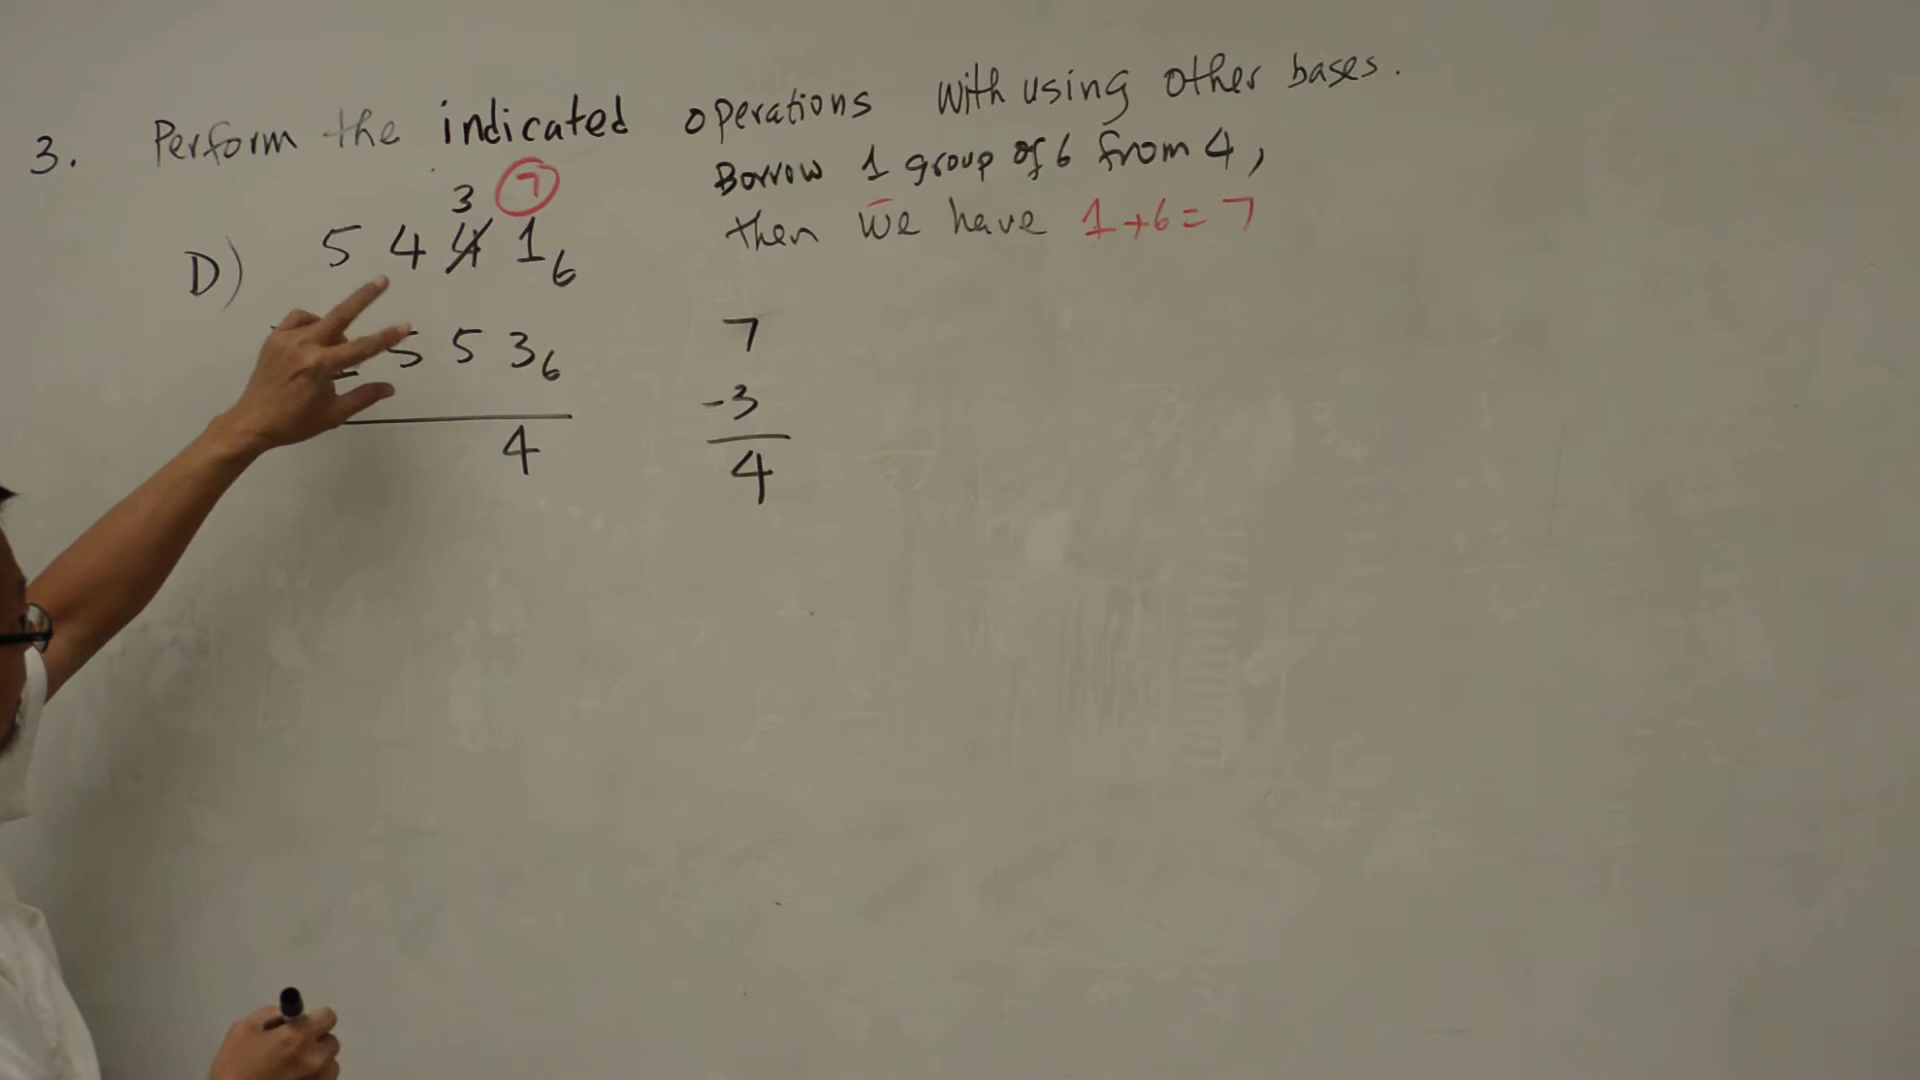 3. Perform the indicated operations with using other bases.
Borrow 1 group of 6 from 4,
then we have 1+6=7
3 7
D) 5 4 4 1 6
5 5 3 6
4
7
-3
4